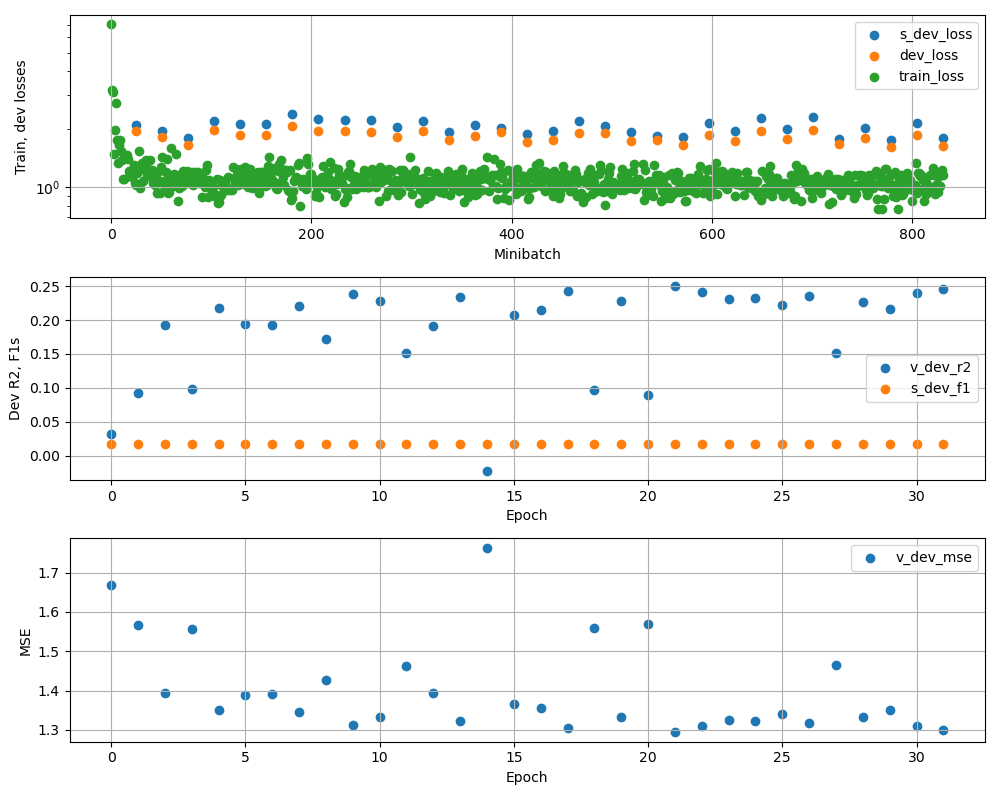 Train, dev losses
s_dev_loss
dev_loss
train_loss
10⁰
0
200
400
600
800
Minibatch
Dev R2, F1s
0.25
0.20
0.15
0.10
0.05
0.00
v_dev_r2
s_dev_f1
0
5
10
15
20
25
30
Epoch
MSE
1.7
1.6
1.5
1.4
1.3
v_dev_mse
0
5
10
15
20
25
30
Epoch